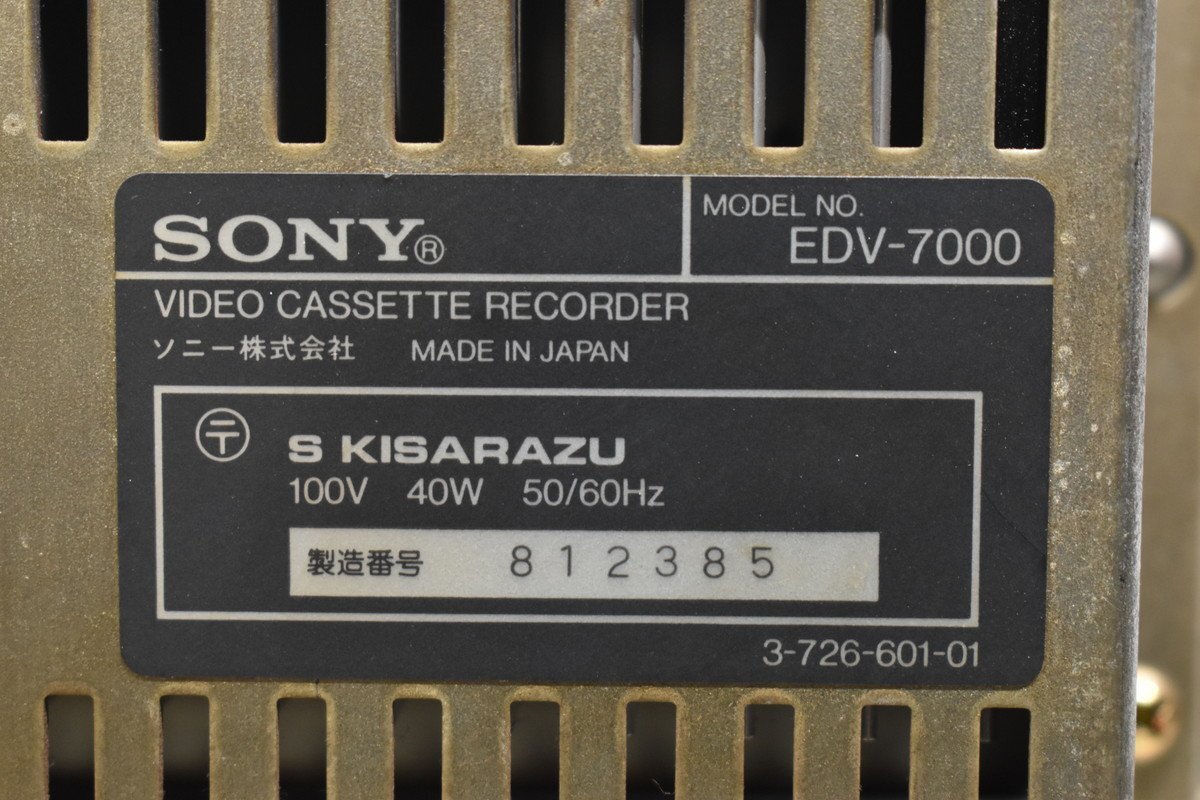 SONY®
MODEL NO.
EDV-7000
VIDEO CASSETTE RECORDER
ソニー株式会社 MADE IN JAPAN
〶 S KISARAZU
100V 40W 50/60Hz
製造番号 812385
3-726-601-01